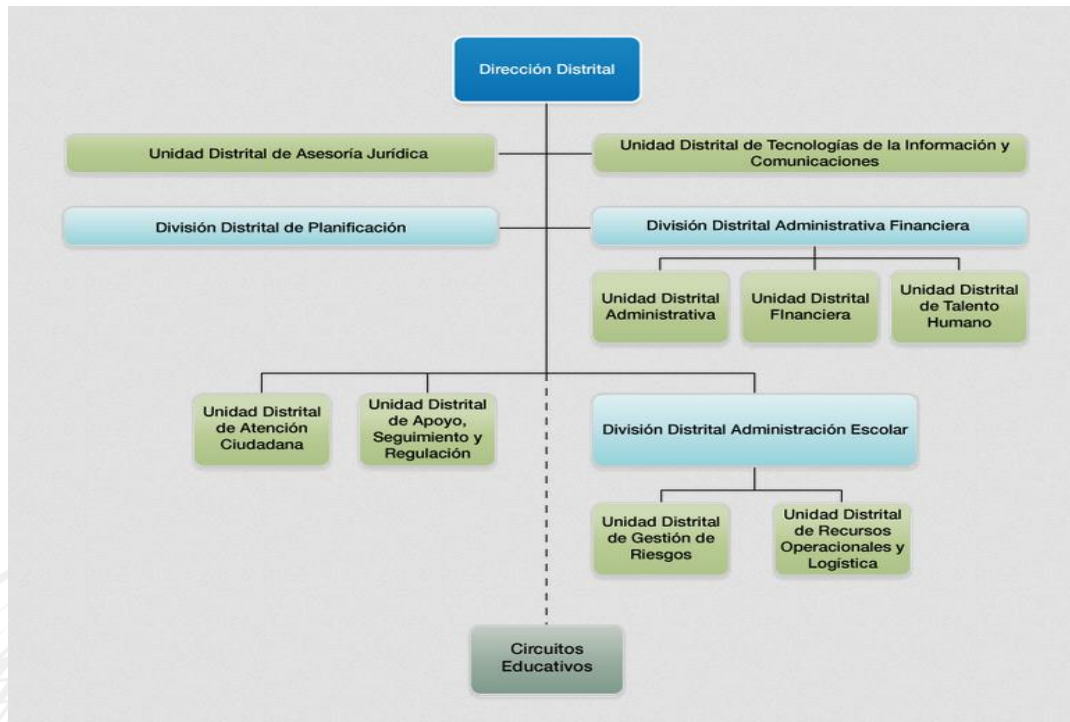 Dirección Distrital
Unidad Distrital de Asesoría Jurídica
Unidad Distrital de Tecnologías de la Información y
Comunicaciones
División Distrital de Planificación
División Distrital Administrativa Financiera
Unidad Distrital
Administrativa
Unidad Distrital
FInanciera
Unidad Distrital
de Talento
Humano
Unidad Distrital
de Atención
Ciudadana
Unidad Distrital
de Apoyo,
Seguimiento y
Regulación
División Distrital Administración Escolar
Unidad Distrital
de Gestión de
Riesgos
Unidad Distrital
de Recursos
Operacionales y
Logística
Circuitos
Educativos